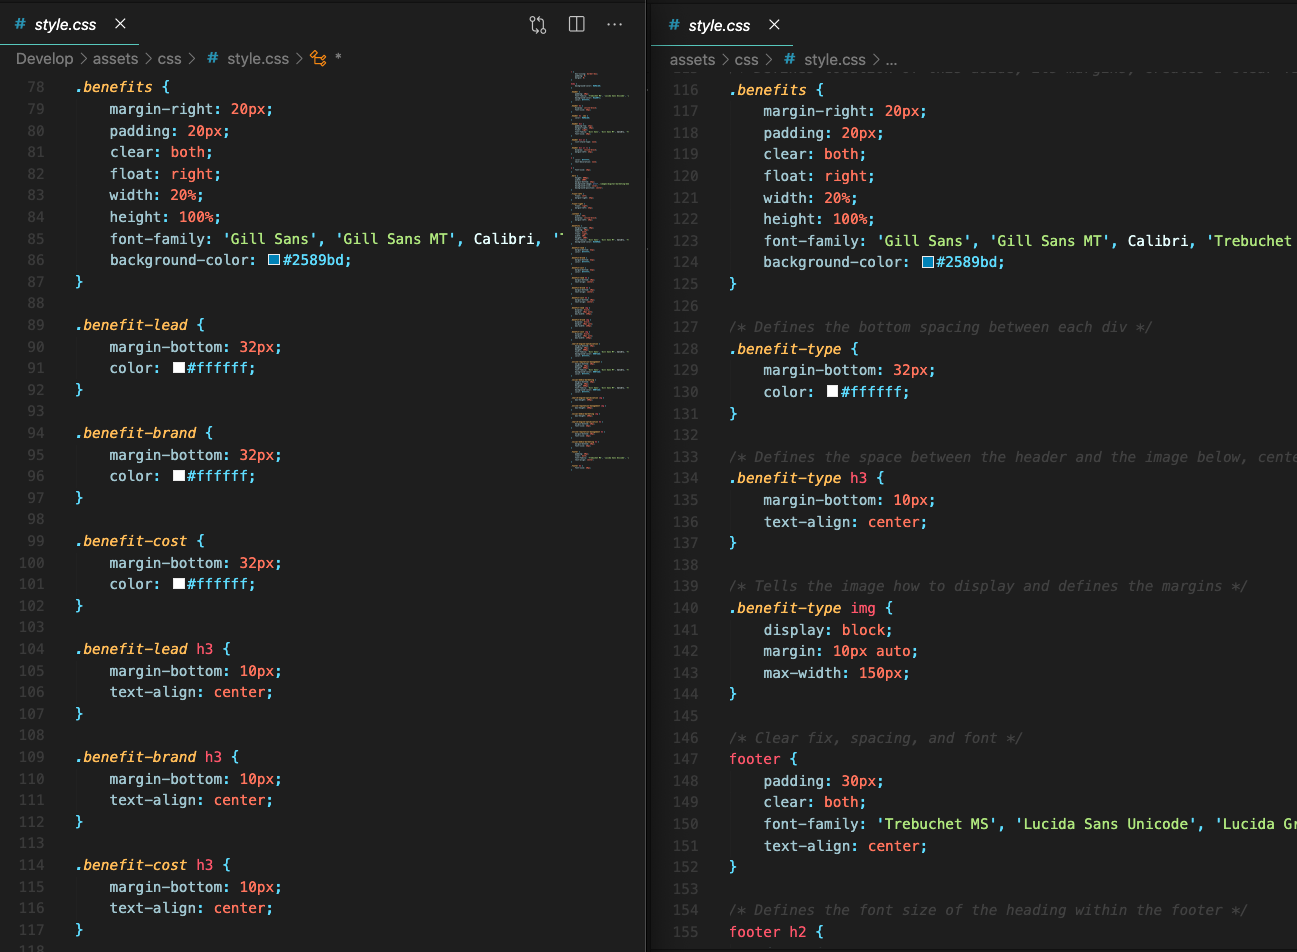 # style.css ×
Develop > assets > css > # style.css > *
78 .benefits {
79 margin-right: 20px;
80 padding: 20px;
81 clear: both;
82 float: right;
83 width: 20%;
84 height: 100%;
85 font-family: 'Gill Sans', 'Gill Sans MT', Calibri, '
86 background-color: #2589bd;
87 }
88
89 .benefit-lead {
90 margin-bottom: 32px;
91 color: #ffffff;
92 }
93
94 .benefit-brand {
95 margin-bottom: 32px;
96 color: #ffffff;
97 }
98
99 .benefit-cost {
100 margin-bottom: 32px;
101 color: #ffffff;
102 }
103
104 .benefit-lead h3 {
105 margin-bottom: 10px;
106 text-align: center;
107 }
108
109 .benefit-brand h3 {
110 margin-bottom: 10px;
111 text-align: center;
112 }
113
114 .benefit-cost h3 {
115 margin-bottom: 10px;
116 text-align: center;
117 }
118
# style.css ×
assets > css > # style.css > ...
116 .benefits {
117 margin-right: 20px;
118 padding: 20px;
119 clear: both;
120 float: right;
121 width: 20%;
122 height: 100%;
123 font-family: 'Gill Sans', 'Gill Sans MT', Calibri, 'Trebuchet
124 background-color: #2589bd;
125 }
126
127 /* Defines the bottom spacing between each div */
128 .benefit-type {
129 margin-bottom: 32px;
130 color: #ffffff;
131 }
132
133 /* Defines the space between the header and the image below, cente
134 .benefit-type h3 {
135 margin-bottom: 10px;
136 text-align: center;
137 }
138
139 /* Tells the image how to display and defines the margins */
140 .benefit-type img {
141 display: block;
142 margin: 10px auto;
143 max-width: 150px;
144 }
145
146 /* Clear fix, spacing, and font */
147 footer {
148 padding: 30px;
149 clear: both;
150 font-family: 'Trebuchet MS', 'Lucida Sans Unicode', 'Lucida Gr
151 text-align: center;
152 }
153
154 /* Defines the font size of the heading within the footer */
155 footer h2 {